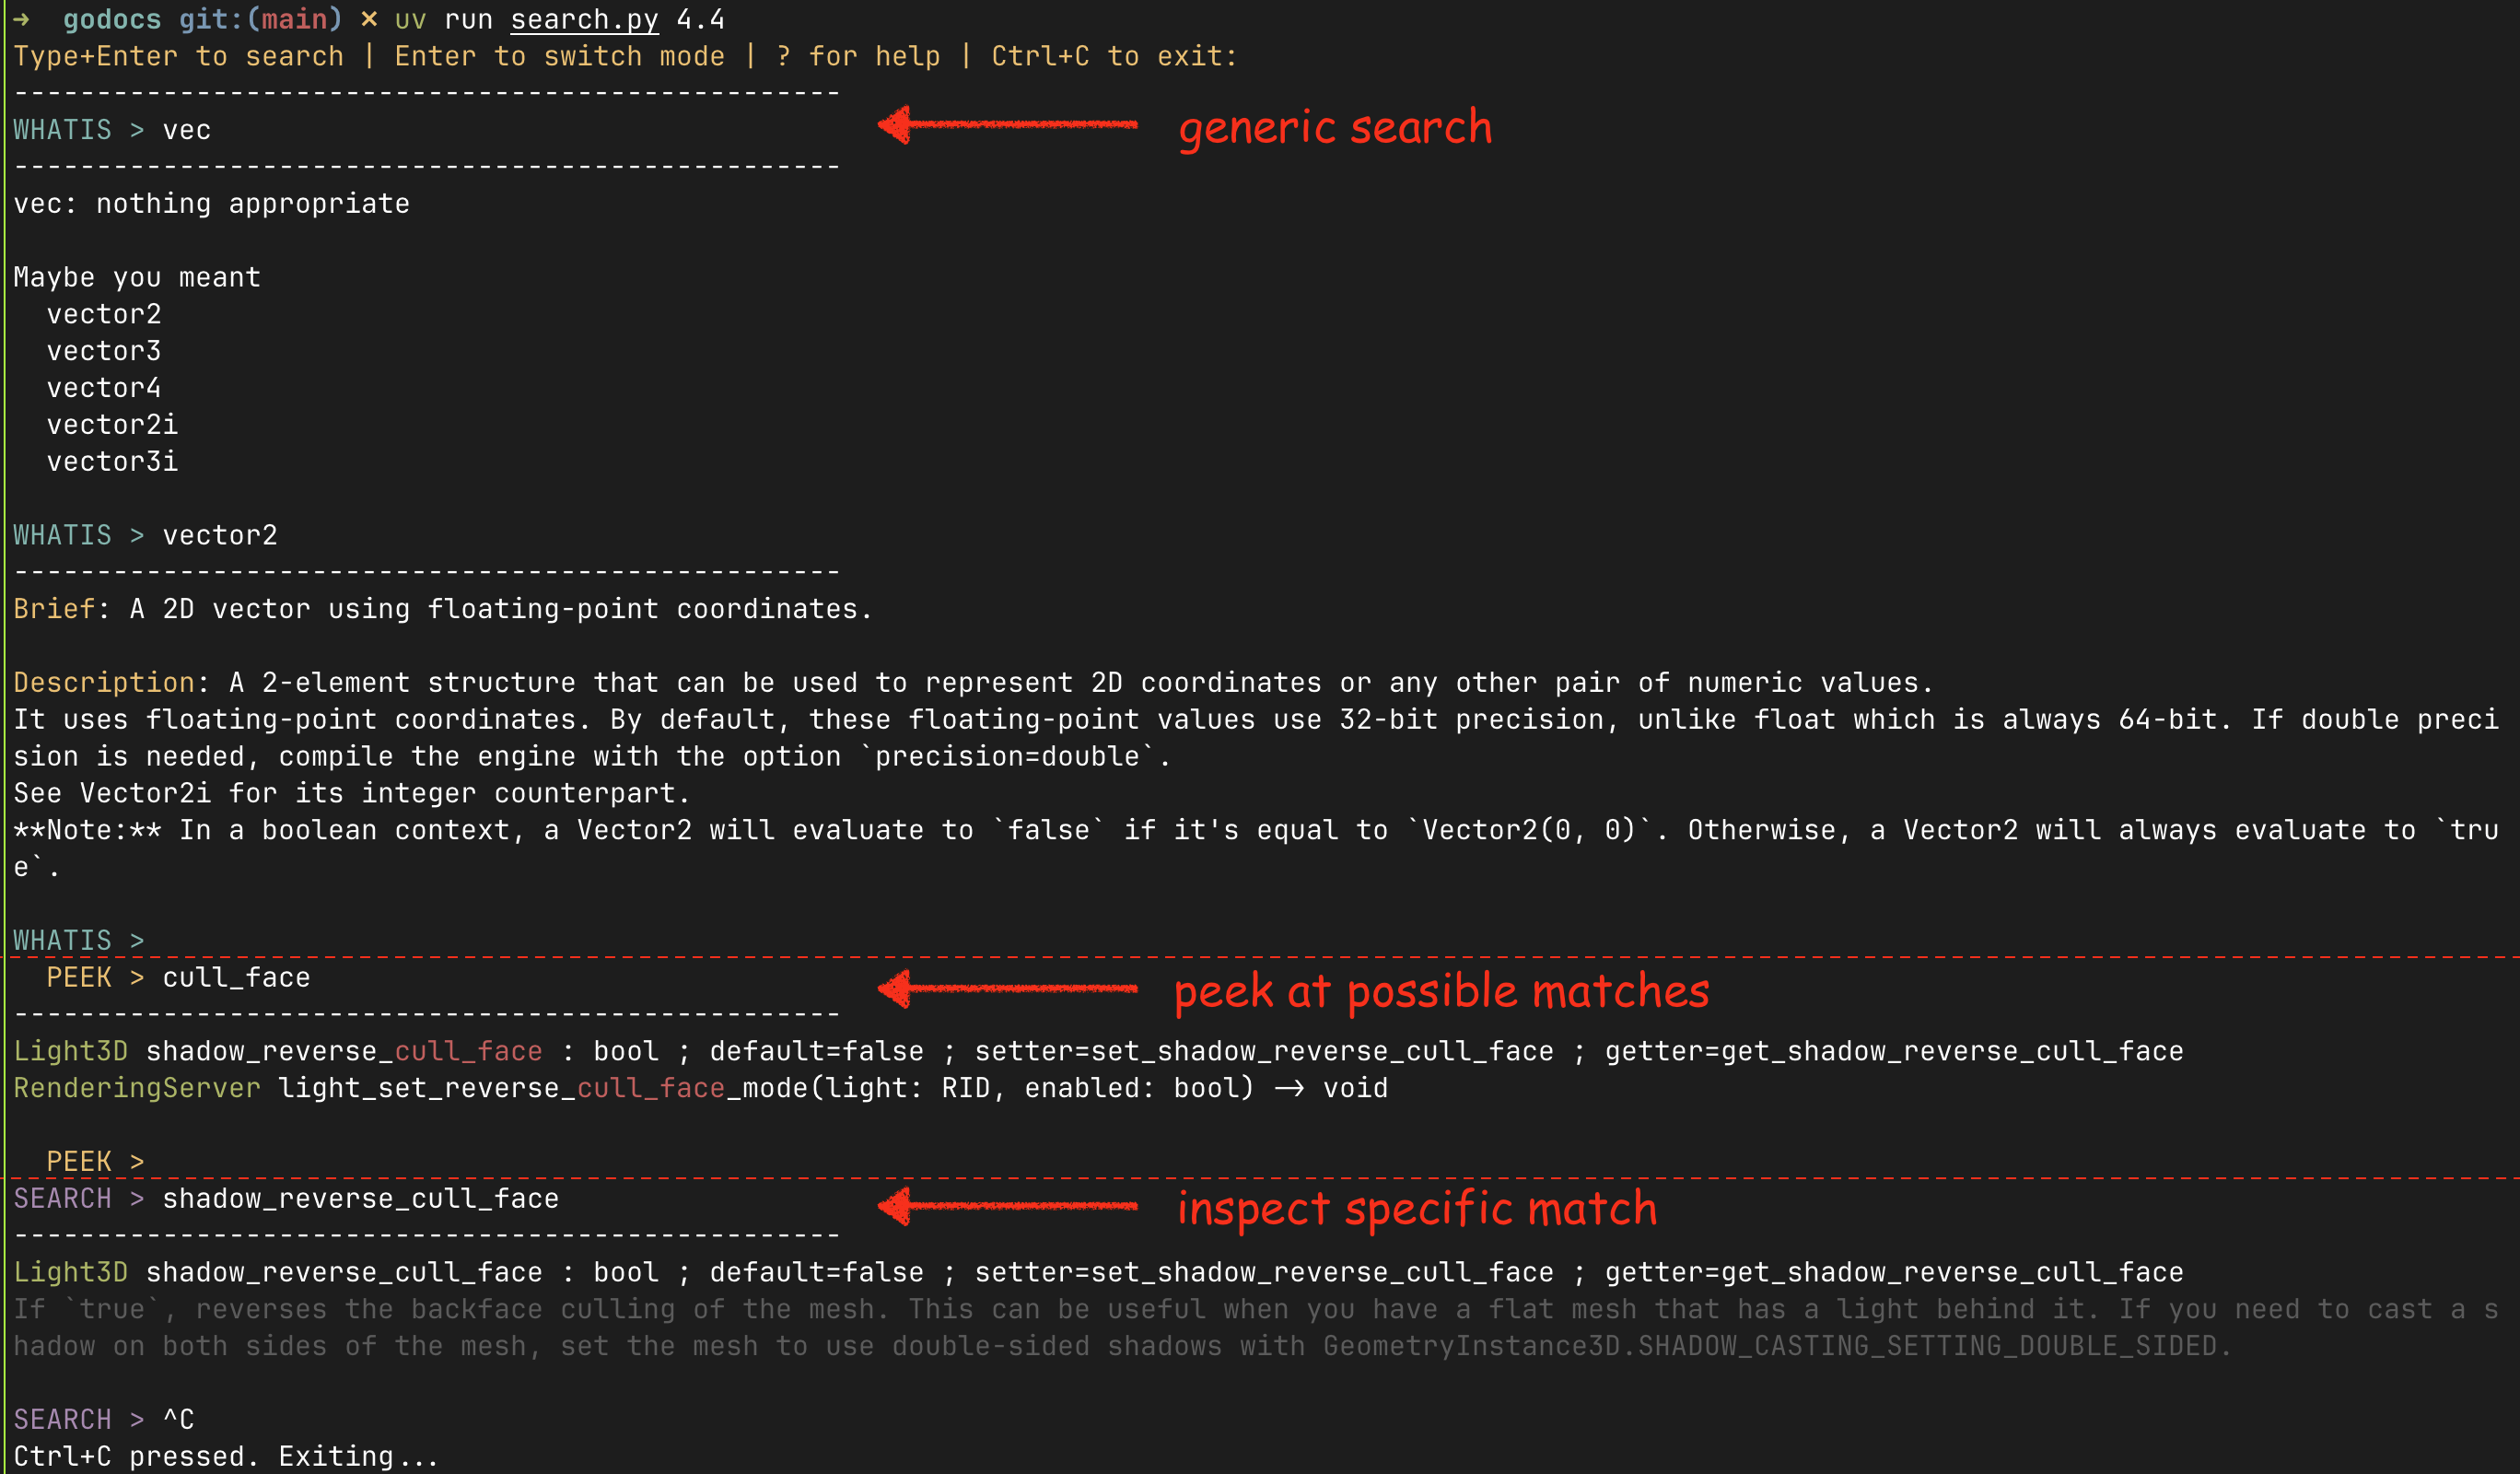 →  godocs git:(main) ✗ uv run search.py 4.4
Type+Enter to search | Enter to switch mode | ? for help | Ctrl+C to exit:
--------------------------------------------------
WHATIS > vec
generic search
--------------------------------------------------
vec: nothing appropriate
Maybe you meant
  vector2
  vector3
  vector4
  vector2i
  vector3i
WHATIS > vector2
--------------------------------------------------
Brief: A 2D vector using floating-point coordinates.
Description: A 2-element structure that can be used to represent 2D coordinates or any other pair of numeric values.
It uses floating-point coordinates. By default, these floating-point values use 32-bit precision, unlike float which is always 64-bit. If double preci
sion is needed, compile the engine with the option `precision=double`.
See Vector2i for its integer counterpart.
**Note:** In a boolean context, a Vector2 will evaluate to `false` if it's equal to `Vector2(0, 0)`. Otherwise, a Vector2 will always evaluate to `tru
e`.
WHATIS >
  PEEK > cull_face
peek at possible matches
--------------------------------------------------
Light3D shadow_reverse_cull_face : bool ; default=false ; setter=set_shadow_reverse_cull_face ; getter=get_shadow_reverse_cull_face
RenderingServer light_set_reverse_cull_face_mode(light: RID, enabled: bool) -> void
  PEEK >
SEARCH > shadow_reverse_cull_face
inspect specific match
--------------------------------------------------
Light3D shadow_reverse_cull_face : bool ; default=false ; setter=set_shadow_reverse_cull_face ; getter=get_shadow_reverse_cull_face
If `true`, reverses the backface culling of the mesh. This can be useful when you have a flat mesh that has a light behind it. If you need to cast a s
hadow on both sides of the mesh, set the mesh to use double-sided shadows with GeometryInstance3D.SHADOW_CASTING_SETTING_DOUBLE_SIDED.
SEARCH > ^C
Ctrl+C pressed. Exiting...